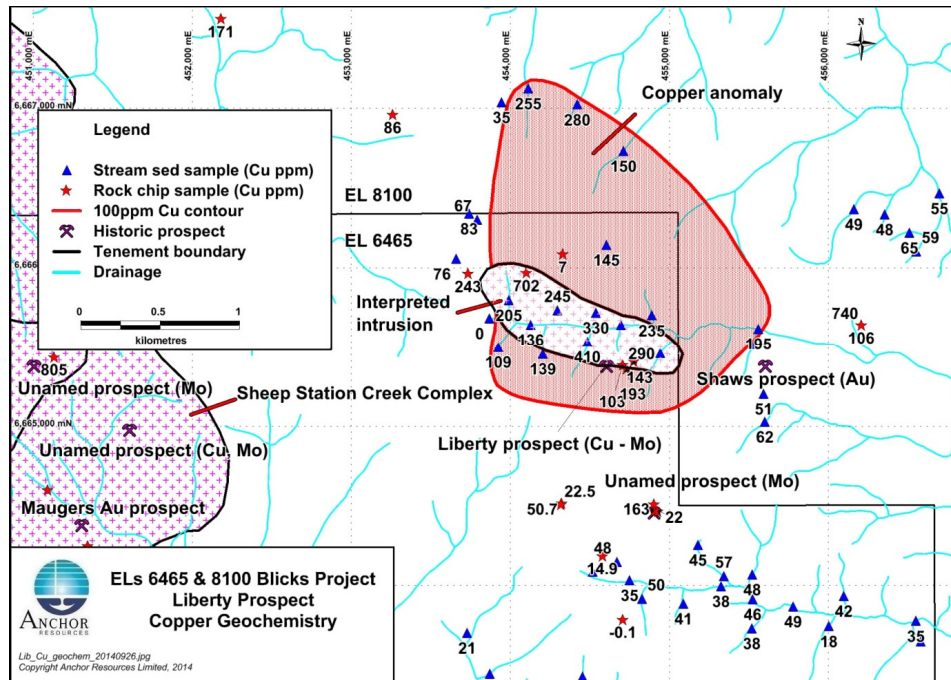 171
451,000 mE
452,000 mE
453,000 mE
454,000 mE
455,000 mE
456,000 mE
6,667,000 mN
Copper anomaly
255
35
280
86
150
Legend
Stream sed sample (Cu ppm)
Rock chip sample (Cu ppm)
100ppm Cu contour
Historic prospect
Tenement boundary
Drainage
0 0.5 1
kilometres
EL 8100
EL 6465
67
83
55
49
48
59
65
6,666
7
145
76
243
702
Interpreted
intrusion
245
205
330
235
0
136
740
106
195
109
139
410
290
143
193
103
805
Unamed prospect (Mo)
Shaws prospect (Au)
51
62
Sheep Station Creek Complex
6,665,000 mN
Liberty prospect (Cu - Mo)
Unamed prospect (Cu, Mo)
Unamed prospect (Mo)
22.5
50.7
163
22
Maugers Au prospect
48
14.9
45
57
50
48
35
38
41
46
49
42
38
18
35
-0.1
21
ANCHOR
RESOURCES
ELs 6465 & 8100 Blicks Project
Liberty Prospect
Copper Geochemistry
Lib_Cu_geochem_20140926.jpg
Copyright Anchor Resources Limited, 2014